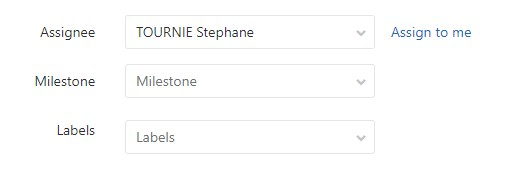 Assignee TOURNIE Stephane Assign to me
Milestone Milestone
Labels Labels